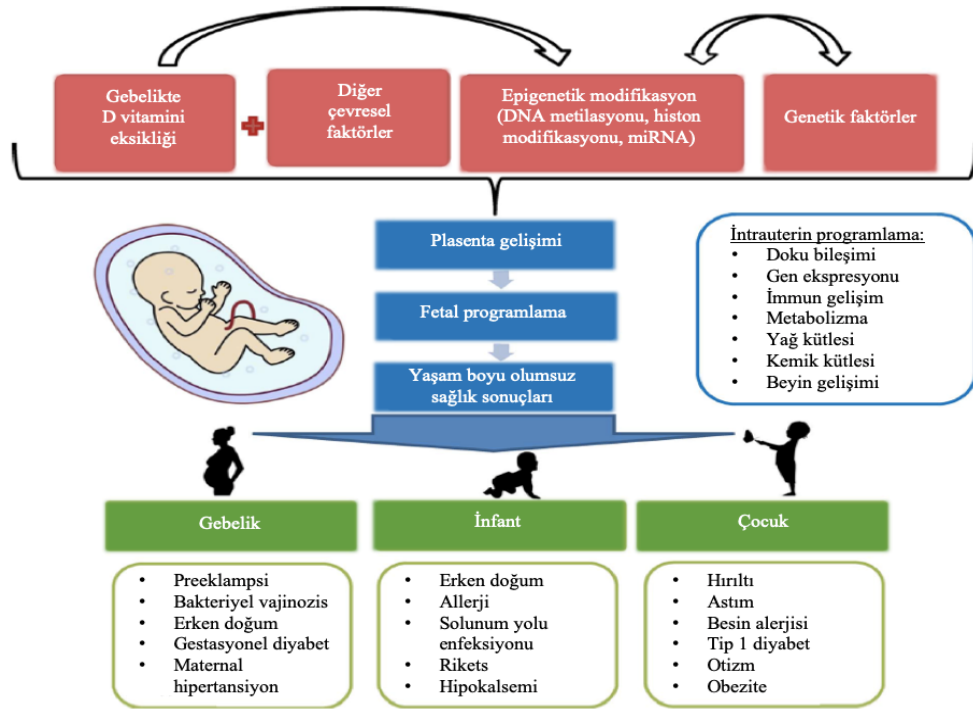 Gebelikte
D vitamini
eksikliği
Diğer
çevresel
faktörler
Epigenetik modifikasyon
(DNA metilasyonu, histon
modifikasyonu, miRNA)
Genetik faktörler
Plasenta gelişimi
Fetal programlama
Yaşam boyu olumsuz
sağlık sonuçları
İntrauterin programlama:
• Doku bileşimi
• Gen ekspresyonu
• İmmun gelişim
• Metabolizma
• Yağ kütlesi
• Kemik kütlesi
• Beyin gelişimi
Gebelik
• Preeklampsi
• Bakteriyel vajinozis
• Erken doğum
• Gestasyonel diyabet
• Maternal
hipertansiyon
İnfant
• Erken doğum
• Allerji
• Solunum yolu
enfeksiyonu
• Rikets
• Hipokalsemi
Çocuk
• Hırıltı
• Astım
• Besin alerjisi
• Tip 1 diyabet
• Otizm
• Obezite